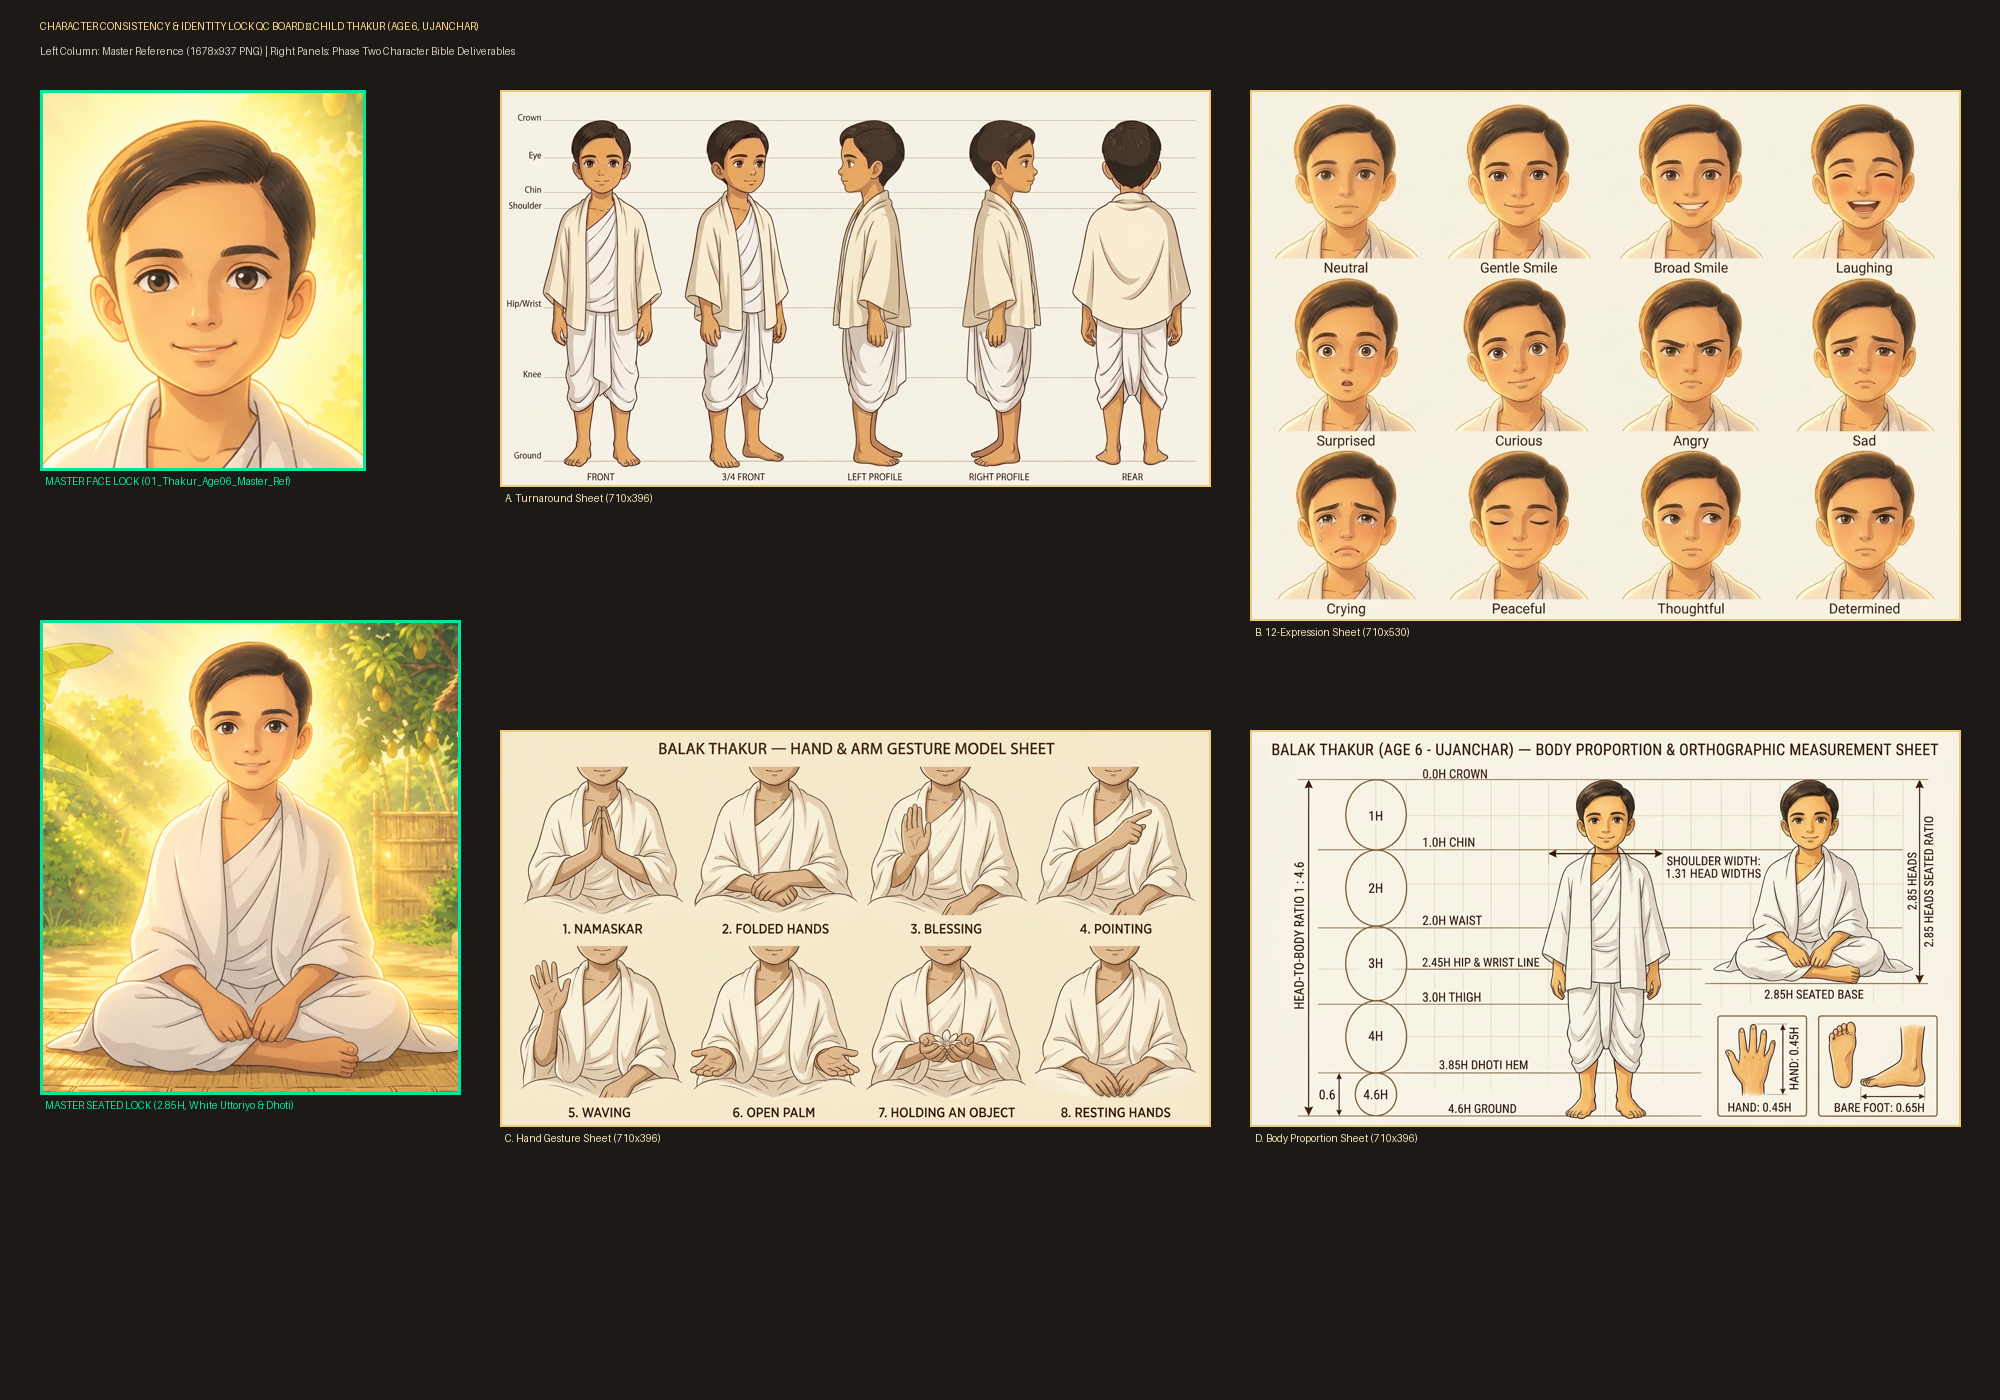 CHARACTER CONSISTENCY & IDENTITY LOCK QC BOARD▯CHILD THAKUR (AGE 6, UJANCHAR)
Left Column: Master Reference (1678x937 PNG) | Right Panels: Phase Two Character Bible Deliverables
MASTER FACE LOCK (01_Thakur_Age06_Master_Ref)
MASTER SEATED LOCK (2.85H, White Uttoriyo & Dhoti)
Crown
Eye
Chin
Shoulder
Hip/Wrist
Knee
Ground
FRONT 3/4 FRONT LEFT PROFILE RIGHT PROFILE REAR
A. Turnaround Sheet (710x396)
Neutral Gentle Smile Broad Smile Laughing
Surprised Curious Angry Sad
Crying Peaceful Thoughtful Determined
B. 12-Expression Sheet (710x530)
BALAK THAKUR — HAND & ARM GESTURE MODEL SHEET
1. NAMASKAR 2. FOLDED HANDS 3. BLESSING 4. POINTING
5. WAVING 6. OPEN PALM 7. HOLDING AN OBJECT 8. RESTING HANDS
C. Hand Gesture Sheet (710x396)
BALAK THAKUR (AGE 6 - UJANCHAR) — BODY PROPORTION & ORTHOGRAPHIC MEASUREMENT SHEET
HEAD-TO-BODY RATIO 1 : 4.6
1H
2H
3H
4H
0.6
4.6H
0.0H CROWN
1.0H CHIN
2.0H WAIST
2.45H HIP & WRIST LINE
3.0H THIGH
3.85H DHOTI HEM
4.6H GROUND
SHOULDER WIDTH:
1.31 HEAD WIDTHS
2.85 HEADS
2.85 HEADS SEATED RATIO
2.85H SEATED BASE
HAND: 0.45H
HAND: 0.45H
BARE FOOT: 0.65H
D. Body Proportion Sheet (710x396)